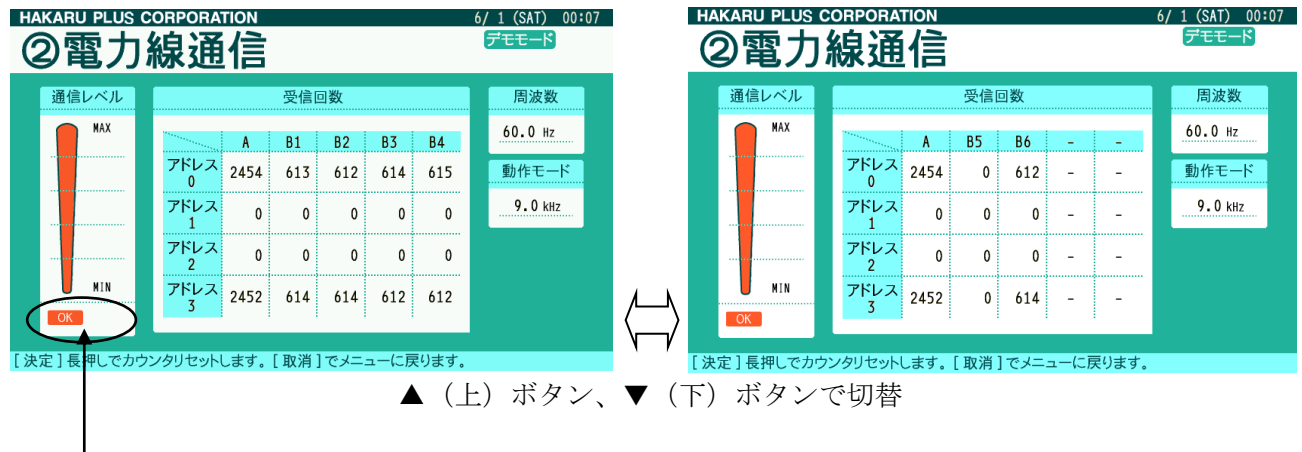 HAKARU PLUS CORPORATION 6/ 1 (SAT) 00:07
②電力線通信 デモモード
通信レベル 受信回数 周波数
MAX
MIN
OK
A B1 B2 B3 B4
アドレス0 2454 613 612 614 615
アドレス1 0 0 0 0 0
アドレス2 0 0 0 0 0
アドレス3 2452 614 614 612 612
60.0 Hz
動作モード
9.0 kHz
[決定]長押しでカウンタリセットします。[取消]でメニューに戻ります。
HAKARU PLUS CORPORATION 6/ 1 (SAT) 00:07
②電力線通信 デモモード
通信レベル 受信回数 周波数
MAX
MIN
OK
A B5 B6 - -
アドレス0 2454 0 612 - -
アドレス1 0 0 0 - -
アドレス2 0 0 0 - -
アドレス3 2452 0 614 - -
60.0 Hz
動作モード
9.0 kHz
[決定]長押しでカウンタリセットします。[取消]でメニューに戻ります。
▲（上）ボタン、▼（下）ボタンで切替